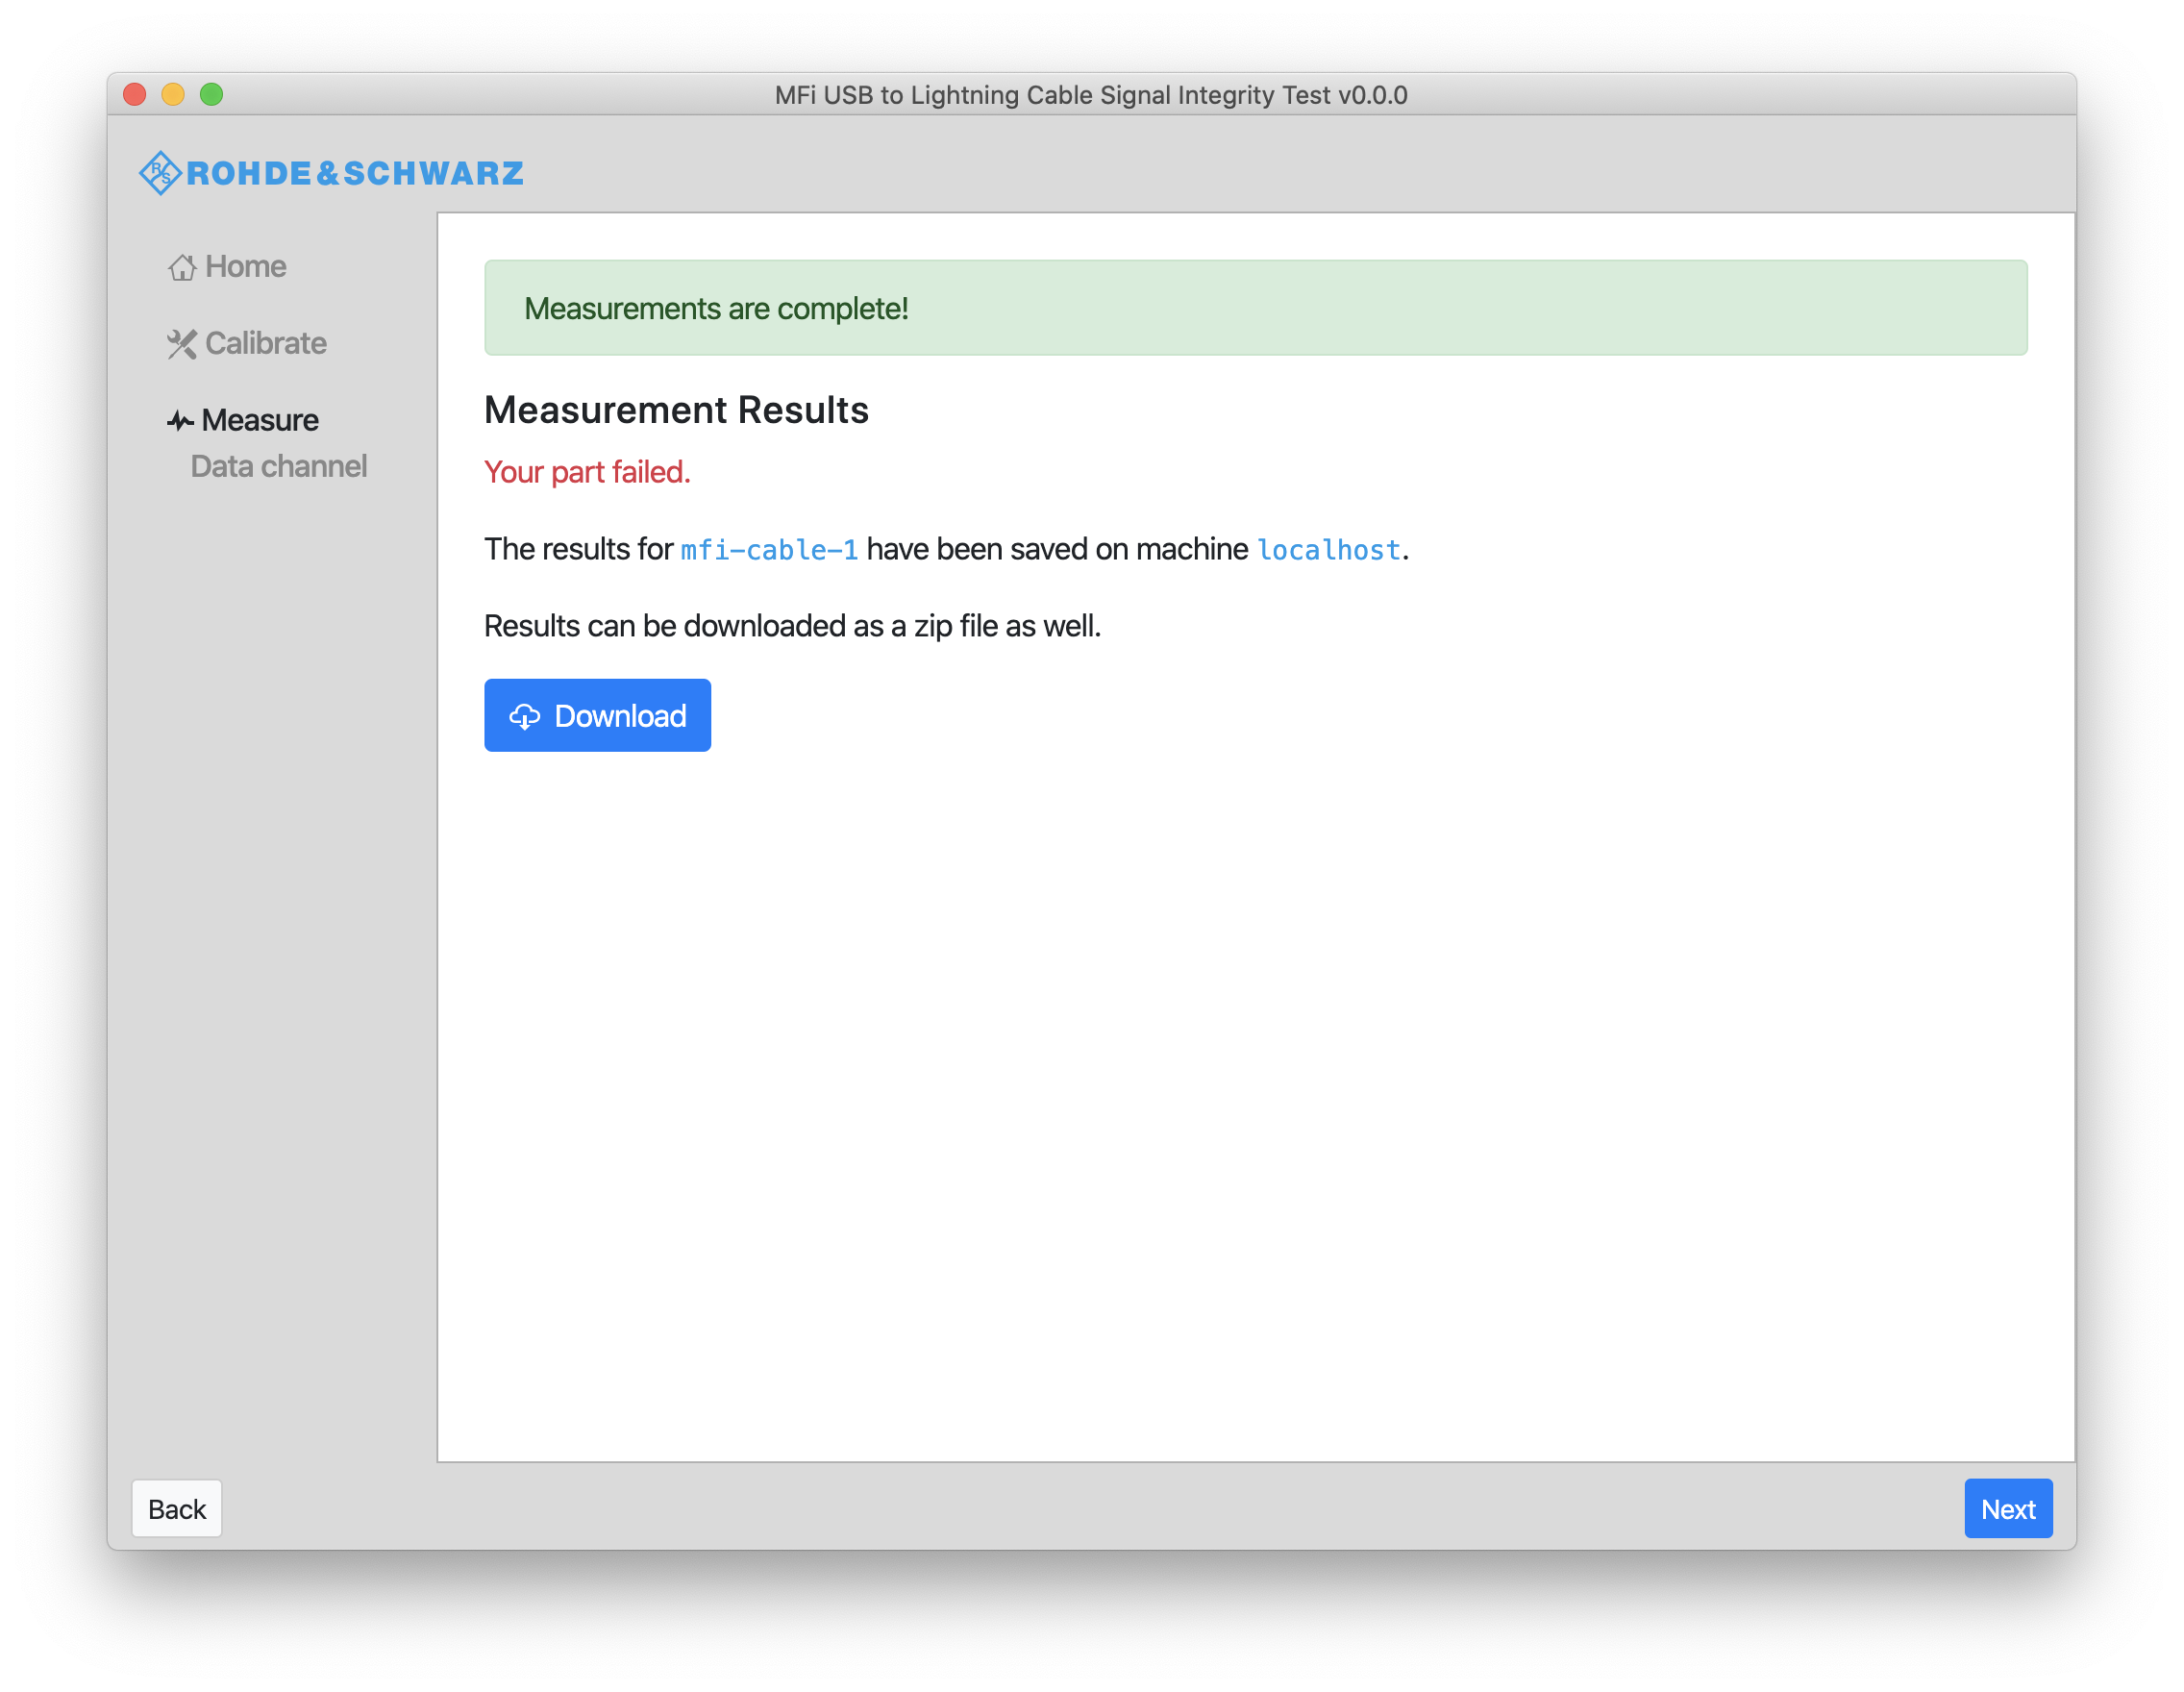 MFi USB to Lightning Cable Signal Integrity Test v0.0.0
R S ROHDE&SCHWARZ
Home
Calibrate
Measure
Data channel
Measurements are complete!
Measurement Results
Your part failed.
The results for mfi-cable-1 have been saved on machine localhost.
Results can be downloaded as a zip file as well.
Download
Back
Next